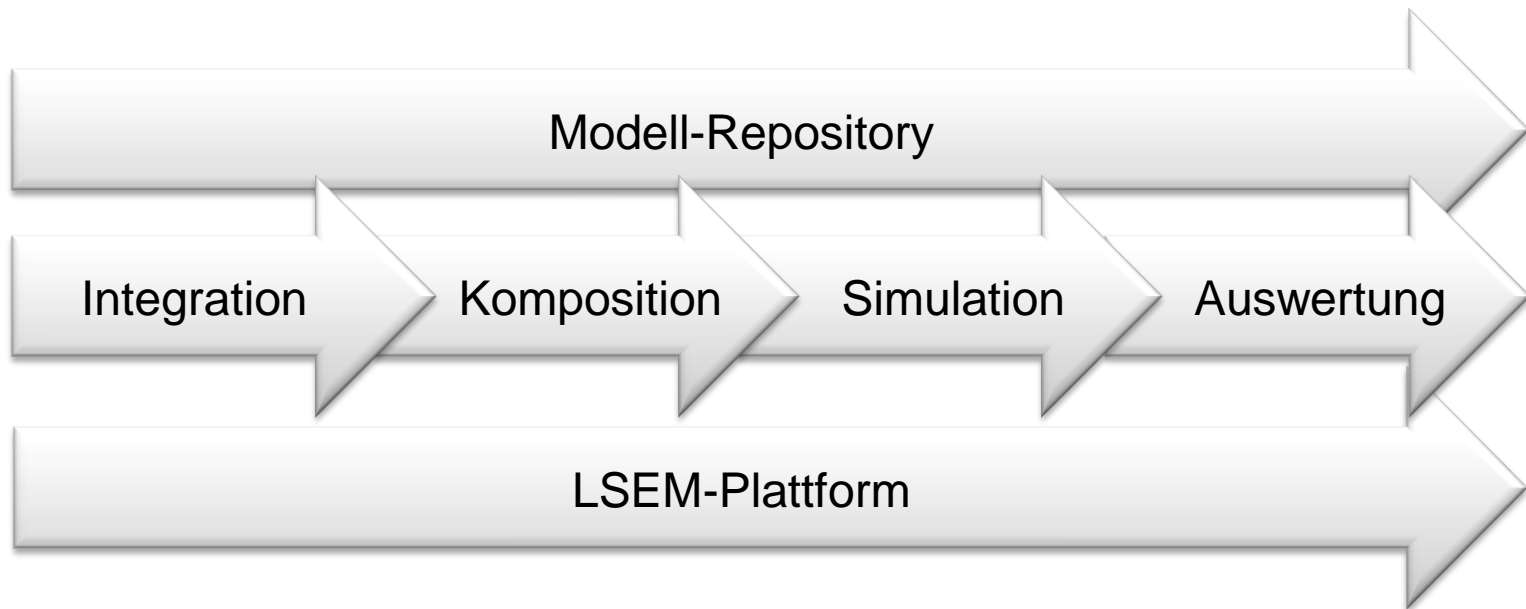 Modell-Repository
Integration
Komposition
Simulation
Auswertung
LSEM-Plattform